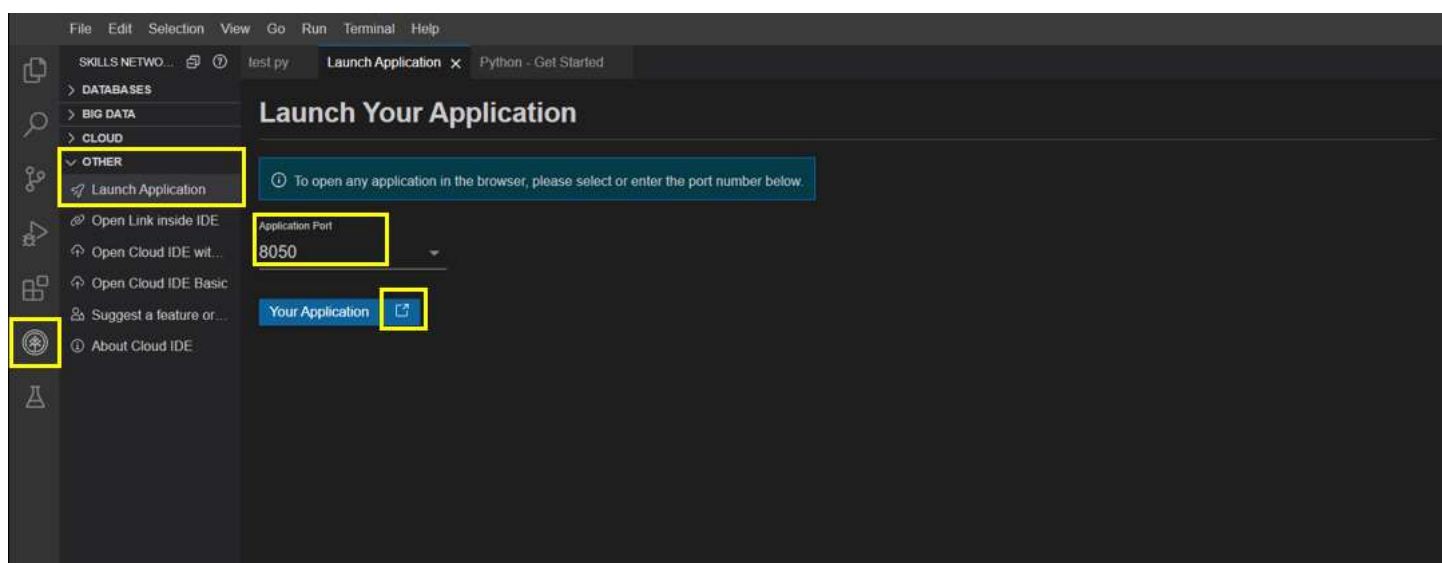 File Edit Selection View Go Run Terminal Help
SKILLS NETWO...
test.py Launch Application Python - Get Started
DATABASES
BIG DATA
CLOUD
OTHER
Launch Application
Open Link inside IDE
Open Cloud IDE wit...
Open Cloud IDE Basic
Suggest a feature or...
About Cloud IDE
Launch Your Application
To open any application in the browser, please select or enter the port number below.
Application Port
8050
Your Application